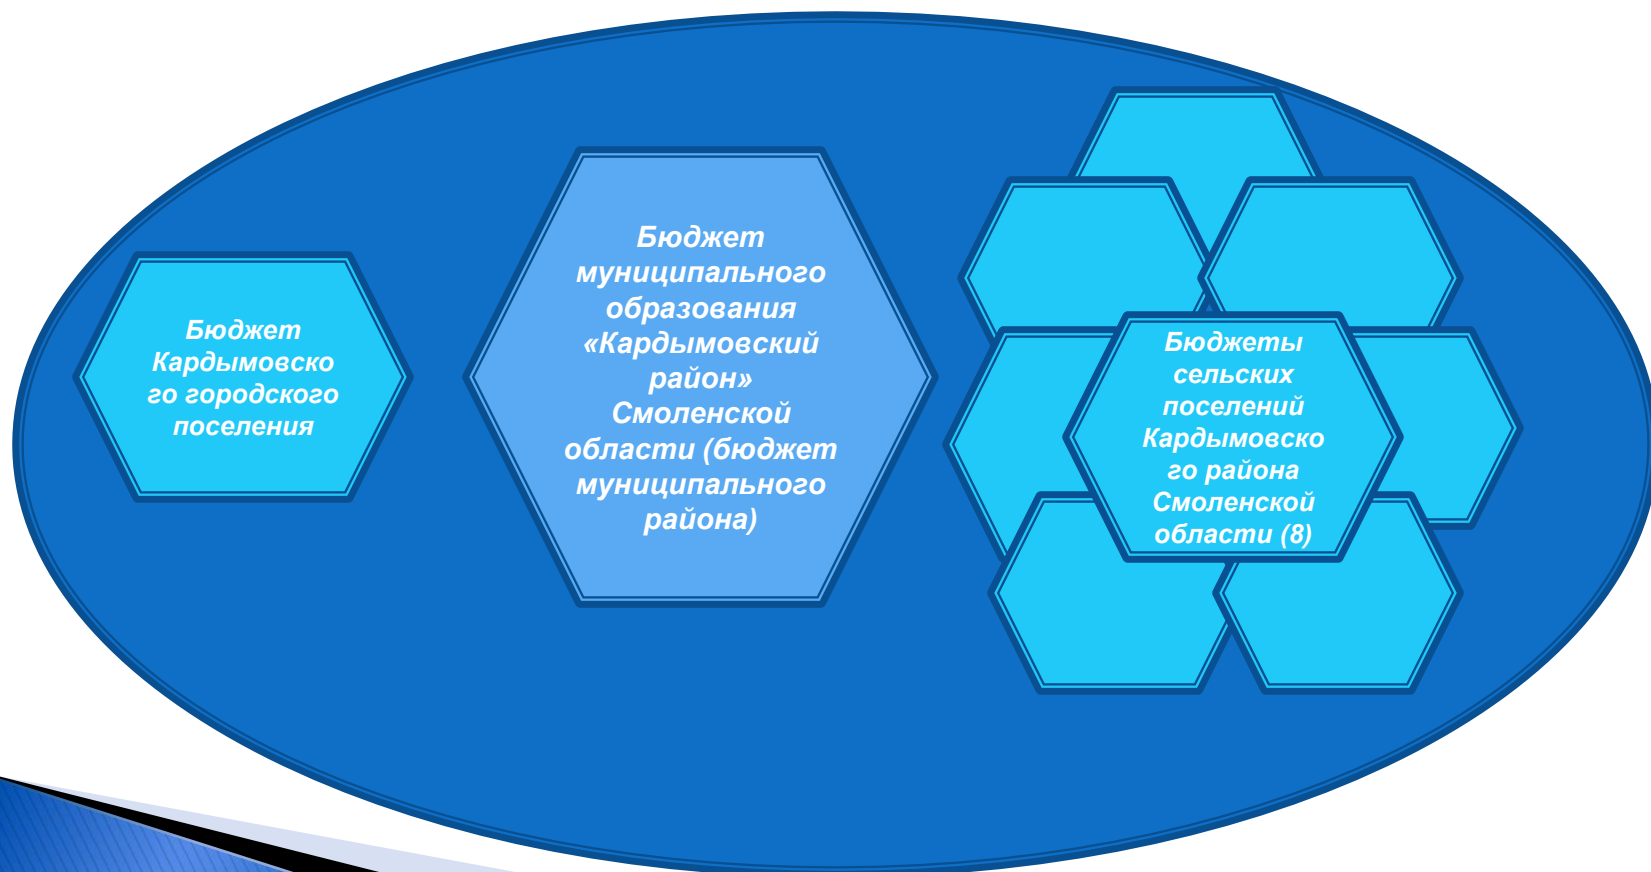 Бюджет
Кардымовско
го городского
поселения
Бюджет
муниципального
образования
«Кардымовский
район»
Смоленской
области (бюджет
муниципального
района)
Бюджеты
сельских
поселений
Кардымовско
го района
Смоленской
области (8)